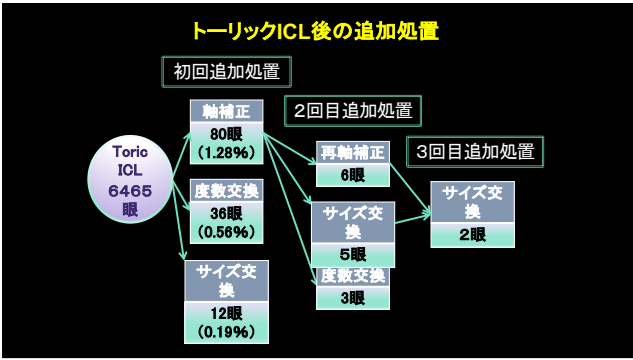 トーリックICL後の追加処置
初回追加処置
軸補正
80眼
（1.28%）
Toric
ICL
6465
眼
度数交換
36眼
（0.56%）
サイズ交
換
12眼
（0.19%）
2回目追加処置
再軸補正
6眼
サイズ交
換
5眼
度数交換
3眼
3回目追加処置
サイズ交
換
2眼